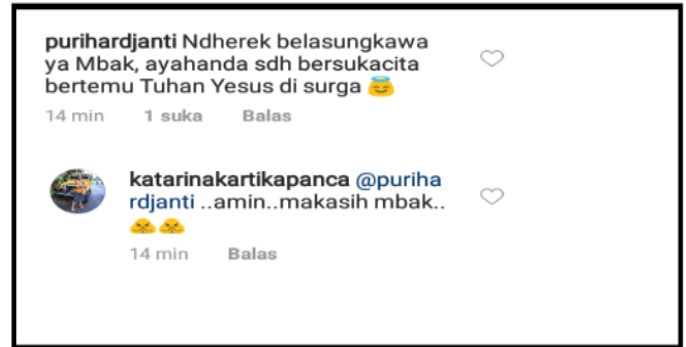 purihardjanti Ndherek belasungkawa
ya Mbak, ayahanda sdh bersukacita
bertemu Tuhan Yesus di surga 😇
14 min 1 suka Balas
katarinakartikapanca @puriha
rdjanti ..amin..makasih mbak..
🙏🙏
14 min Balas